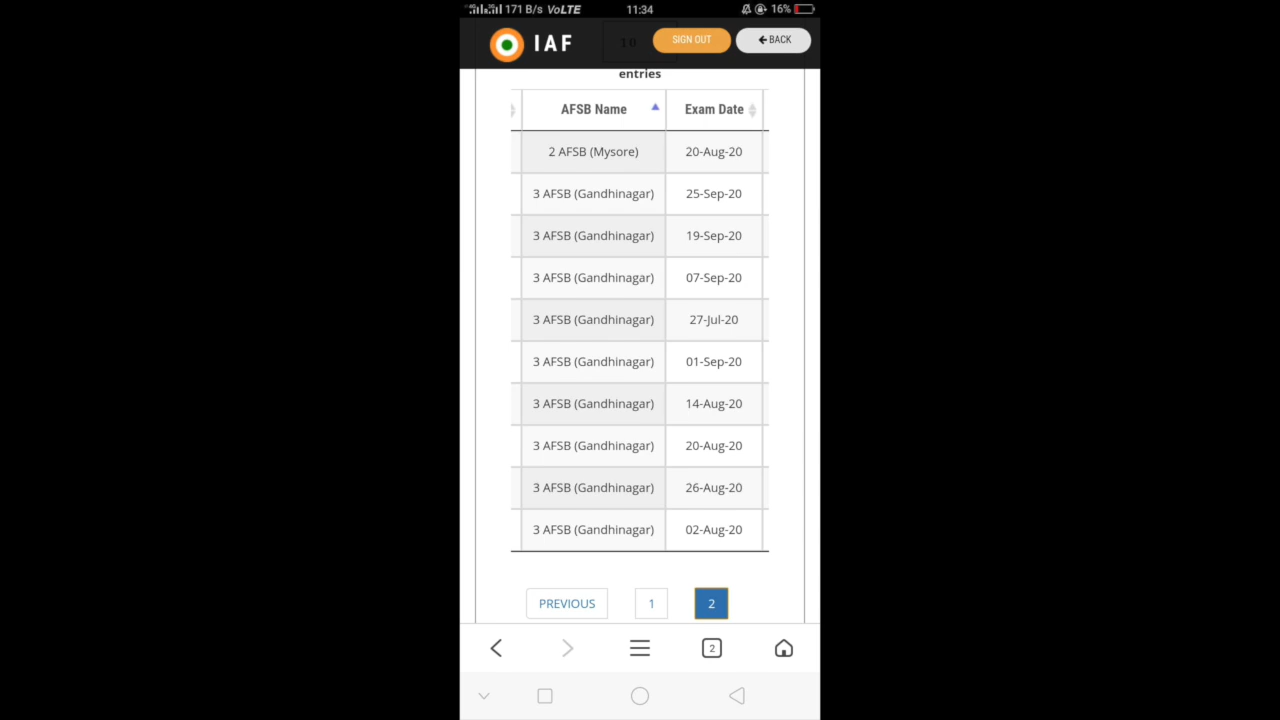 171 B/s VoLTE 11:34 16%
IAF 10 SIGN OUT BACK
entries
AFSB Name Exam Date
2 AFSB (Mysore) 20-Aug-20
3 AFSB (Gandhinagar) 25-Sep-20
3 AFSB (Gandhinagar) 19-Sep-20
3 AFSB (Gandhinagar) 07-Sep-20
3 AFSB (Gandhinagar) 27-Jul-20
3 AFSB (Gandhinagar) 01-Sep-20
3 AFSB (Gandhinagar) 14-Aug-20
3 AFSB (Gandhinagar) 20-Aug-20
3 AFSB (Gandhinagar) 26-Aug-20
3 AFSB (Gandhinagar) 02-Aug-20
PREVIOUS 1 2
2